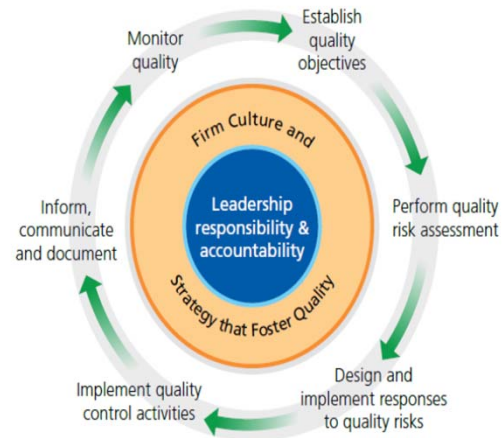 Establish
quality
objectives
Perform quality
risk assessment
Design and
implement responses
to quality risks
Implement quality
control activities
Inform,
communicate
and document
Monitor
quality
Firm Culture and
Strategy that Foster Quality
Leadership
responsibility &
accountability